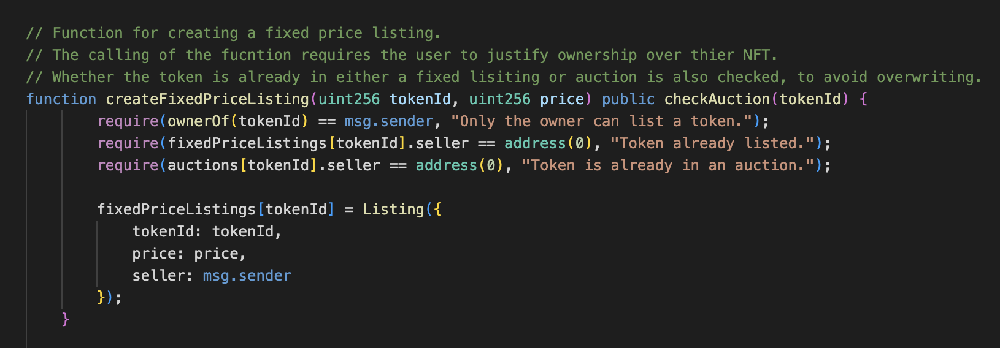 // Function for creating a fixed price listing.
// The calling of the fucntion requires the user to justify ownership over thier NFT.
// Whether the token is already in either a fixed lisiting or auction is also checked, to avoid overwriting.
function createFixedPriceListing(uint256 tokenId, uint256 price) public checkAuction(tokenId) {
require(ownerOf(tokenId) == msg.sender, "Only the owner can list a token.");
require(fixedPriceListings[tokenId].seller == address(0), "Token already listed.");
require(auctions[tokenId].seller == address(0), "Token is already in an auction.");
fixedPriceListings[tokenId] = Listing({
tokenId: tokenId,
price: price,
seller: msg.sender
});
}